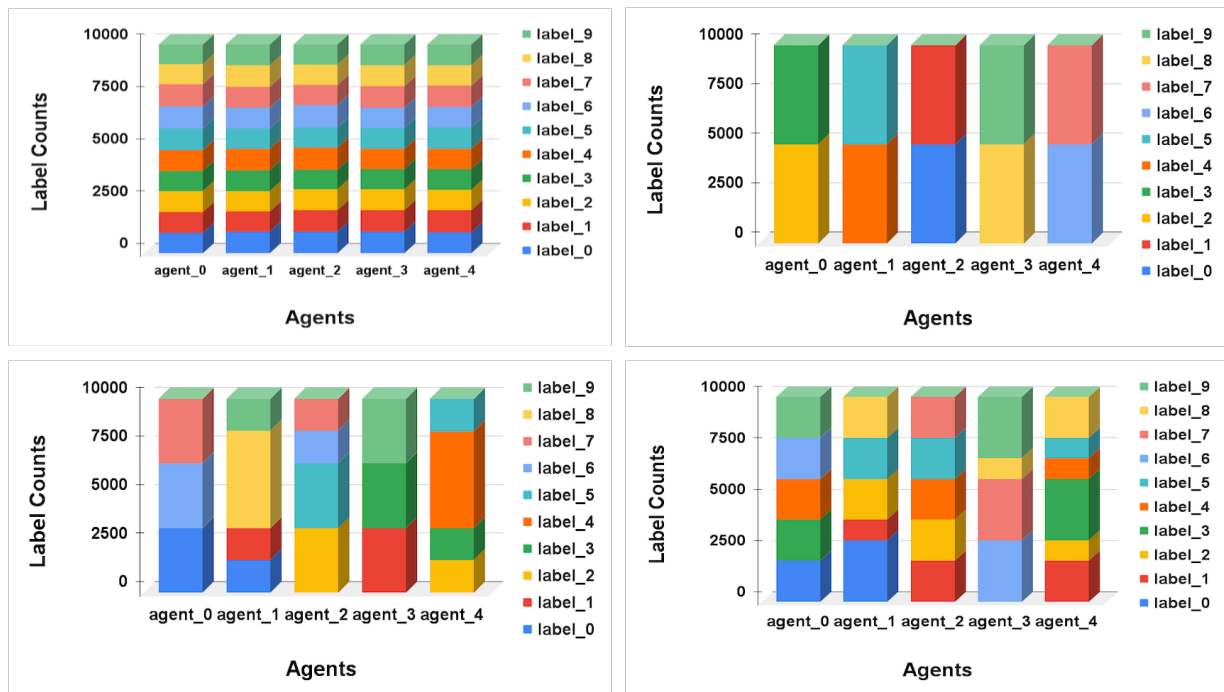 10000
7500
5000
2500
0
Label Counts
agent_0 agent_1 agent_2 agent_3 agent_4
Agents
label_9
label_8
label_7
label_6
label_5
label_4
label_3
label_2
label_1
label_0
10000
7500
5000
2500
0
Label Counts
agent_0 agent_1 agent_2 agent_3 agent_4
Agents
label_9
label_8
label_7
label_6
label_5
label_4
label_3
label_2
label_1
label_0
10000
7500
5000
2500
0
Label Counts
agent_0 agent_1 agent_2 agent_3 agent_4
Agents
label_9
label_8
label_7
label_6
label_5
label_4
label_3
label_2
label_1
label_0
10000
7500
5000
2500
0
Label Counts
agent_0 agent_1 agent_2 agent_3 agent_4
Agents
label_9
label_8
label_7
label_6
label_5
label_4
label_3
label_2
label_1
label_0